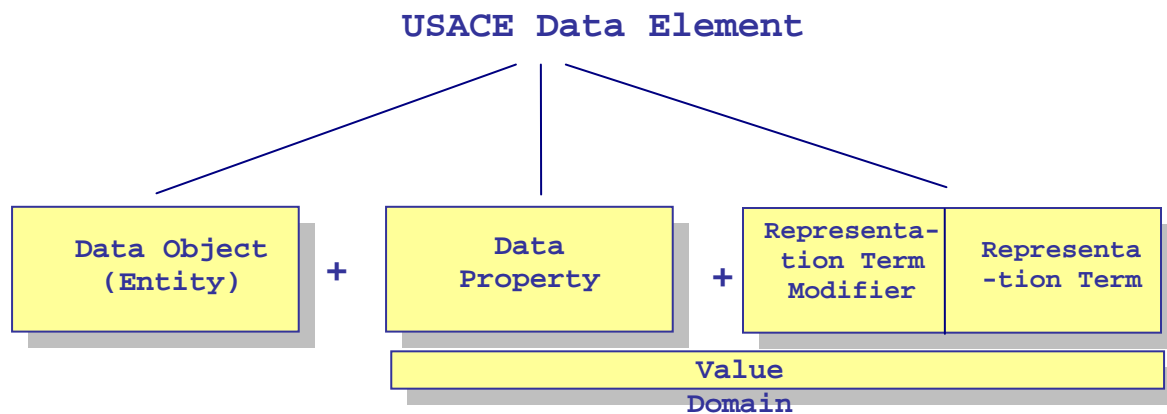 USACE Data Element
Data Object
(Entity)
+
Data
Property
+
Representa-
tion Term
Modifier
Representa
-tion Term
Value
Domain